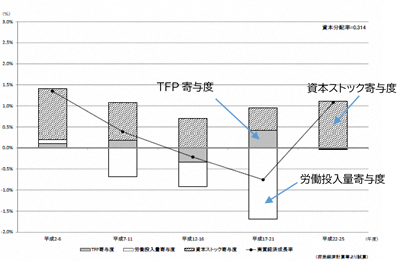 3.0%
資本分配率=0.314
2.5%
2.0%
TFP 寄与度
資本ストック寄与度
1.5%
1.0%
0.5%
0.0%
-0.5%
労働投入量寄与度
-1.0%
-1.5%
-2.0%
平成2-6
平成7-11
平成12-16
平成17-21
平成22-25
(年度)
TFP寄与度
労働投入量寄与度
資本ストック寄与度
実質経済成長率